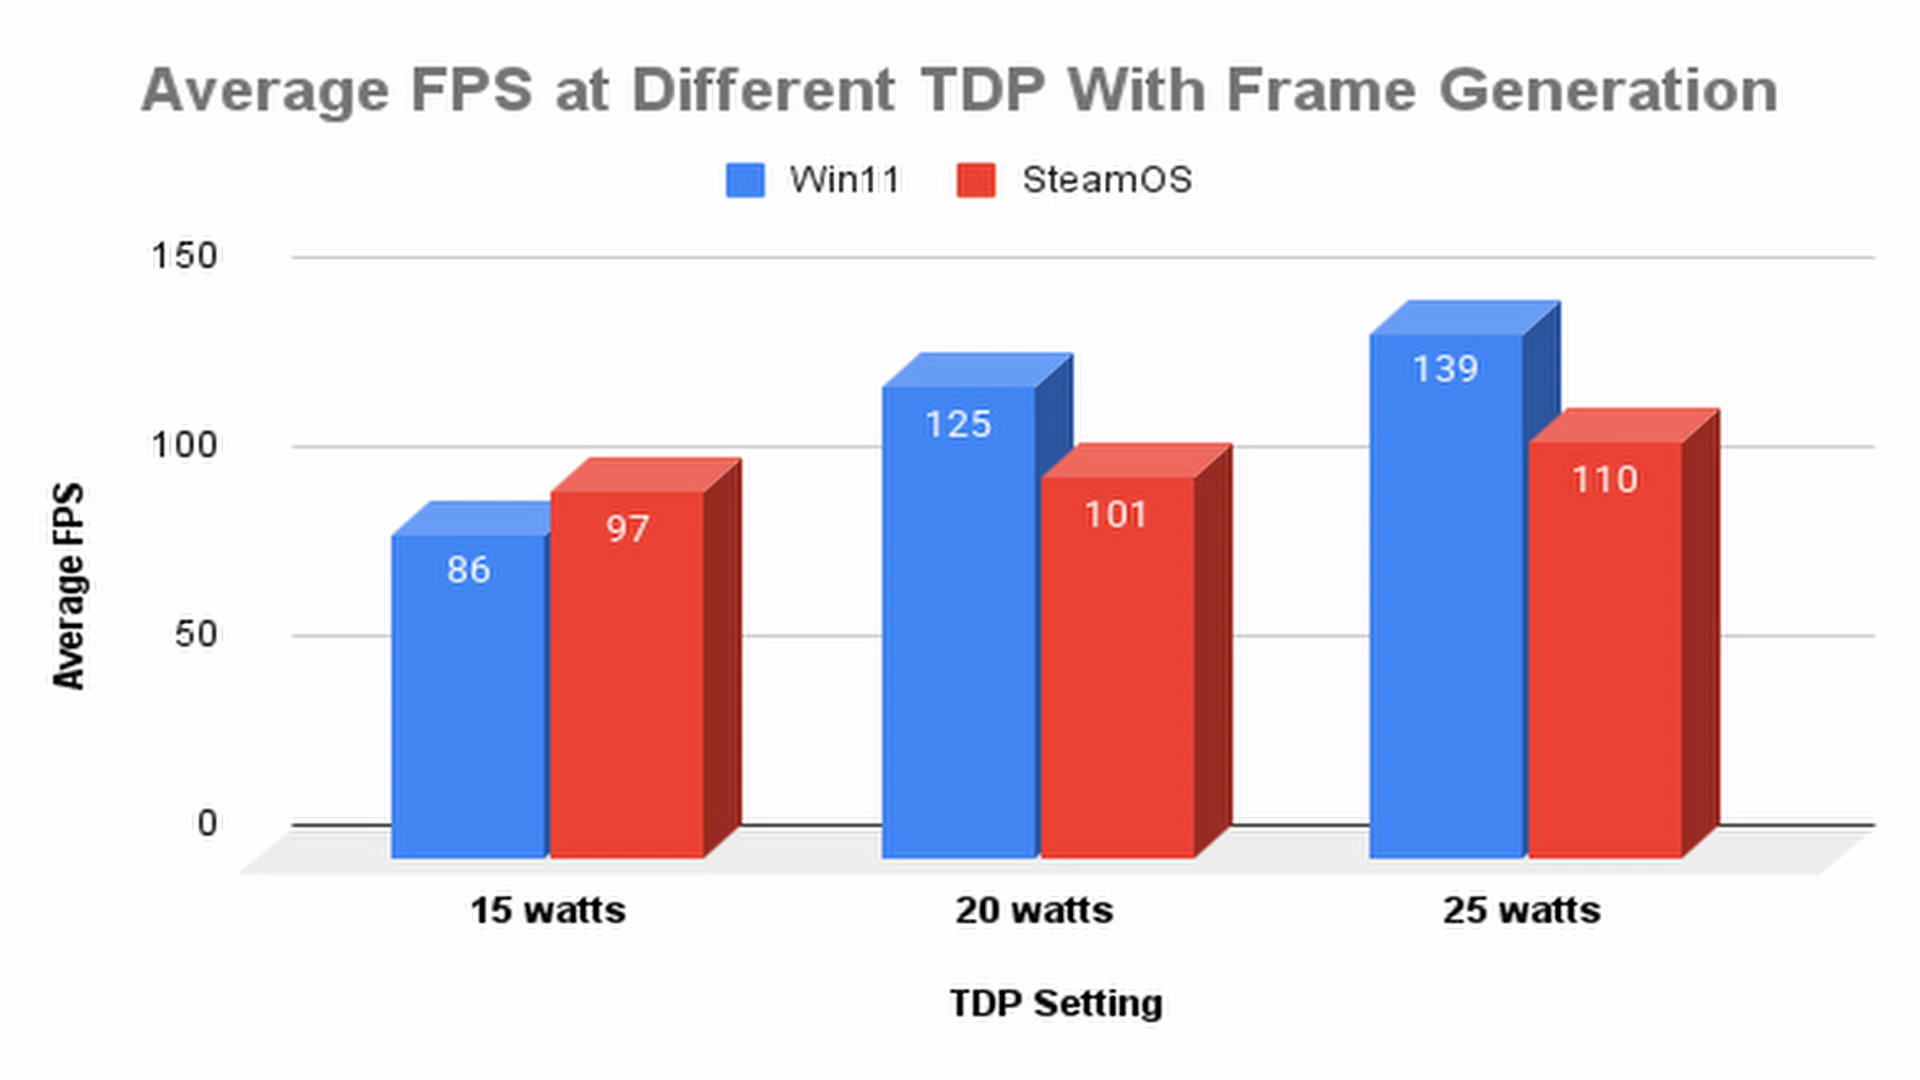 Average FPS at Different TDP With Frame Generation
Win11 SteamOS
150
100
50
0
Average FPS
86 97 125 101 139 110
15 watts 20 watts 25 watts
TDP Setting